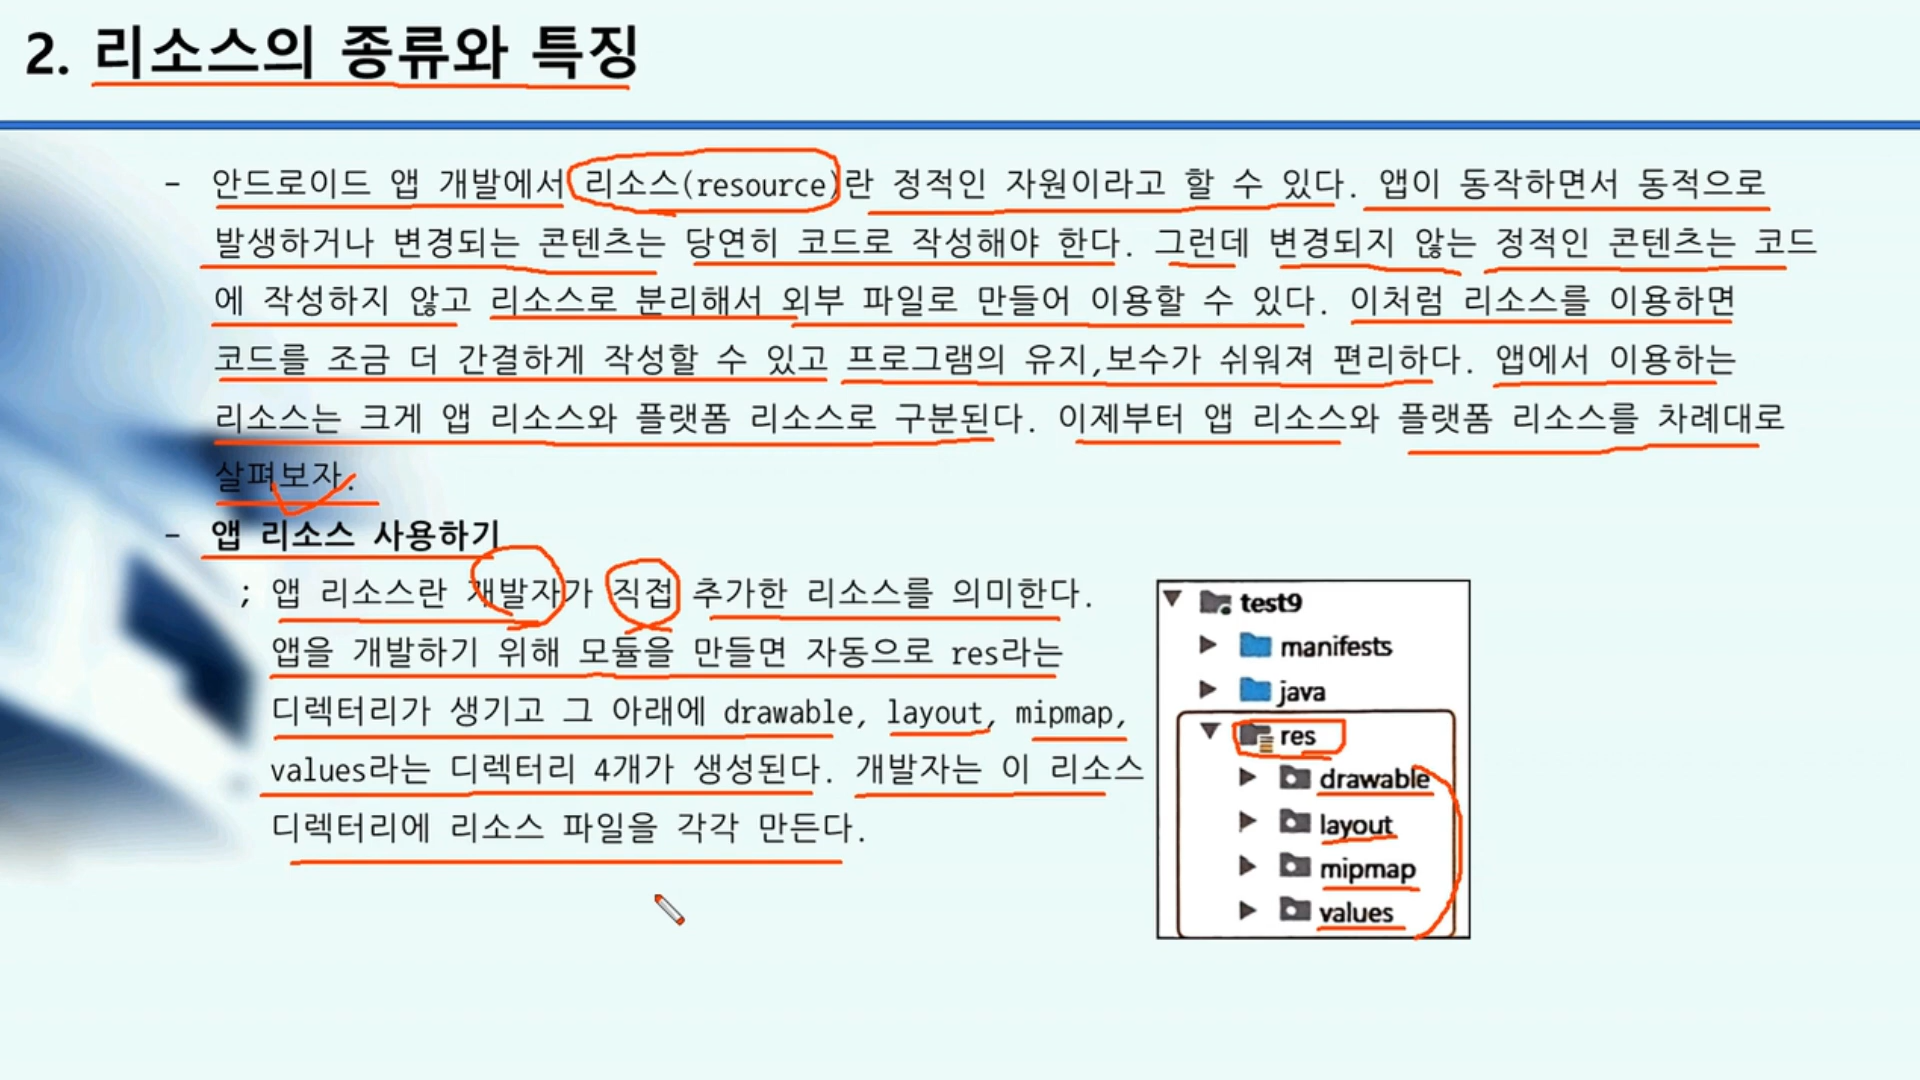 2. 리소스의 종류와 특징
- 안드로이드 앱 개발에서 리소스(resource)란 정적인 자원이라고 할 수 있다. 앱이 동작하면서 동적으로
발생하거나 변경되는 콘텐츠는 당연히 코드로 작성해야 한다. 그런데 변경되지 않는 정적인 콘텐츠는 코드
에 작성하지 않고 리소스로 분리해서 외부 파일로 만들어 이용할 수 있다. 이처럼 리소스를 이용하면
코드를 조금 더 간결하게 작성할 수 있고 프로그램의 유지,보수가 쉬워져 편리하다. 앱에서 이용하는
리소스는 크게 앱 리소스와 플랫폼 리소스로 구분된다. 이제부터 앱 리소스와 플랫폼 리소스를 차례대로
살펴보자.
- 앱 리소스 사용하기
; 앱 리소스란 개발자가 직접 추가한 리소스를 의미한다.
앱을 개발하기 위해 모듈을 만들면 자동으로 res라는
디렉터리가 생기고 그 아래에 drawable, layout, mipmap,
values라는 디렉터리 4개가 생성된다. 개발자는 이 리소스
디렉터리에 리소스 파일을 각각 만든다.
test9
manifests
java
res
drawable
layout
mipmap
values